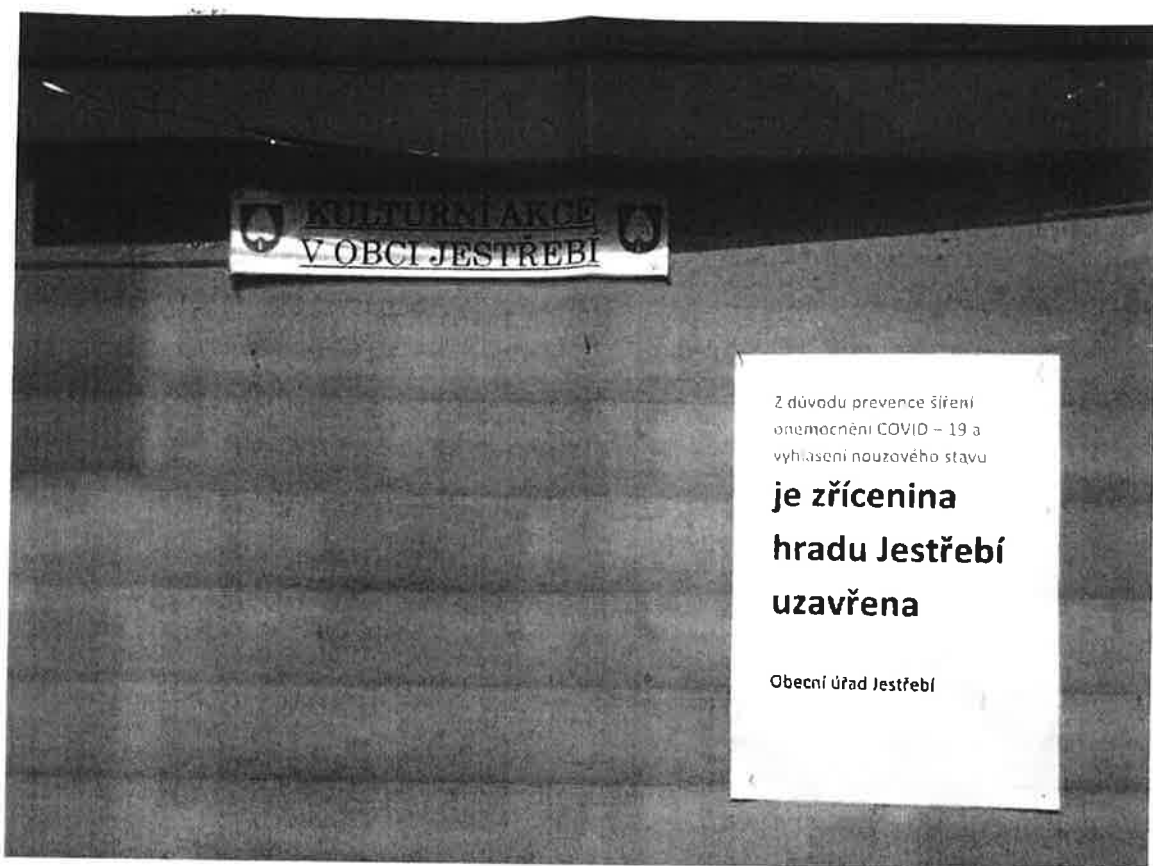 KULTURNÍ AKCE
V OBCI JESTŘEBÍ
Z důvodu prevence šíření
onemocnění COVID – 19 a
vyhlášení nouzového stavu
je zřícenina
hradu Jestřebí
uzavřena
Obecní úřad Jestřebí